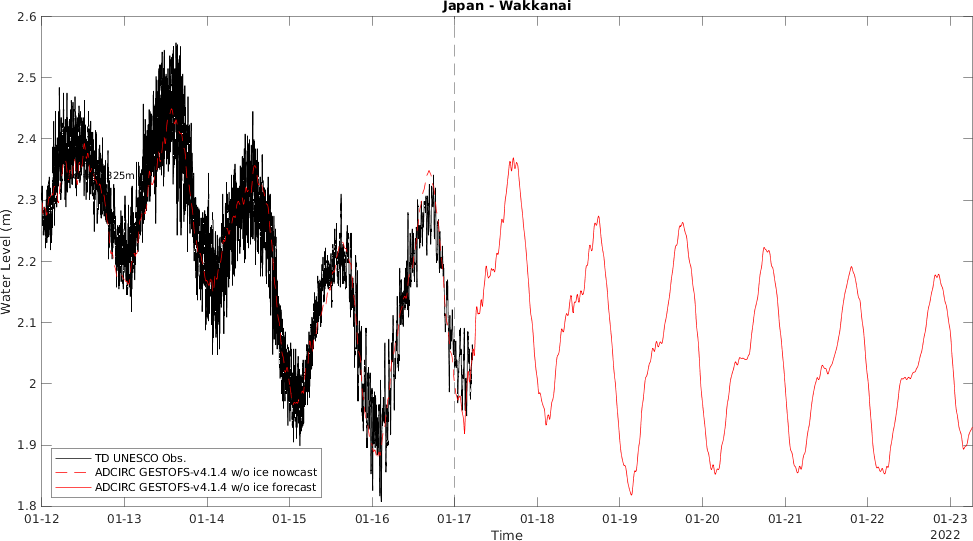 Japan - Wakkanai
2.6
2.5
2.4
2.3
2.2
2.1
2
1.9
1.8
Water Level (m)
325m
TD UNESCO Obs.
ADCIRC GESTOFS-v4.1.4 w/o ice nowcast
ADCIRC GESTOFS-v4.1.4 w/o ice forecast
01-12 01-13 01-14 01-15 01-16 01-17 01-18 01-19 01-20 01-21 01-22 01-23
Time 2022